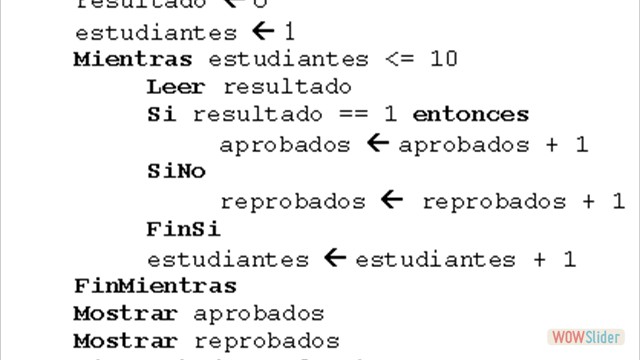 resultado ← 0
estudiantes ← 1
Mientras estudiantes <= 10
Leer resultado
Si resultado == 1 entonces
aprobados ← aprobados + 1
SiNo
reprobados ← reprobados + 1
FinSi
estudiantes ← estudiantes + 1
FinMientras
Mostrar aprobados
Mostrar reprobados
WOWSlider